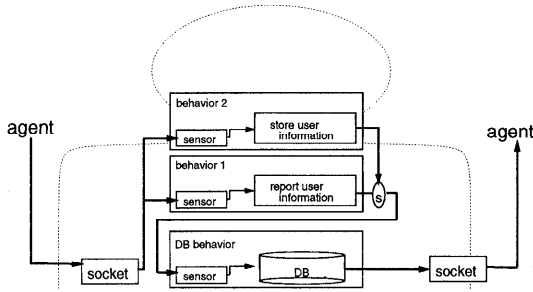 behavior 2
agent
store user
information
sensor
agent
behavior 1
report user
information
sensor
s
DB behavior
sensor
DB
socket
socket